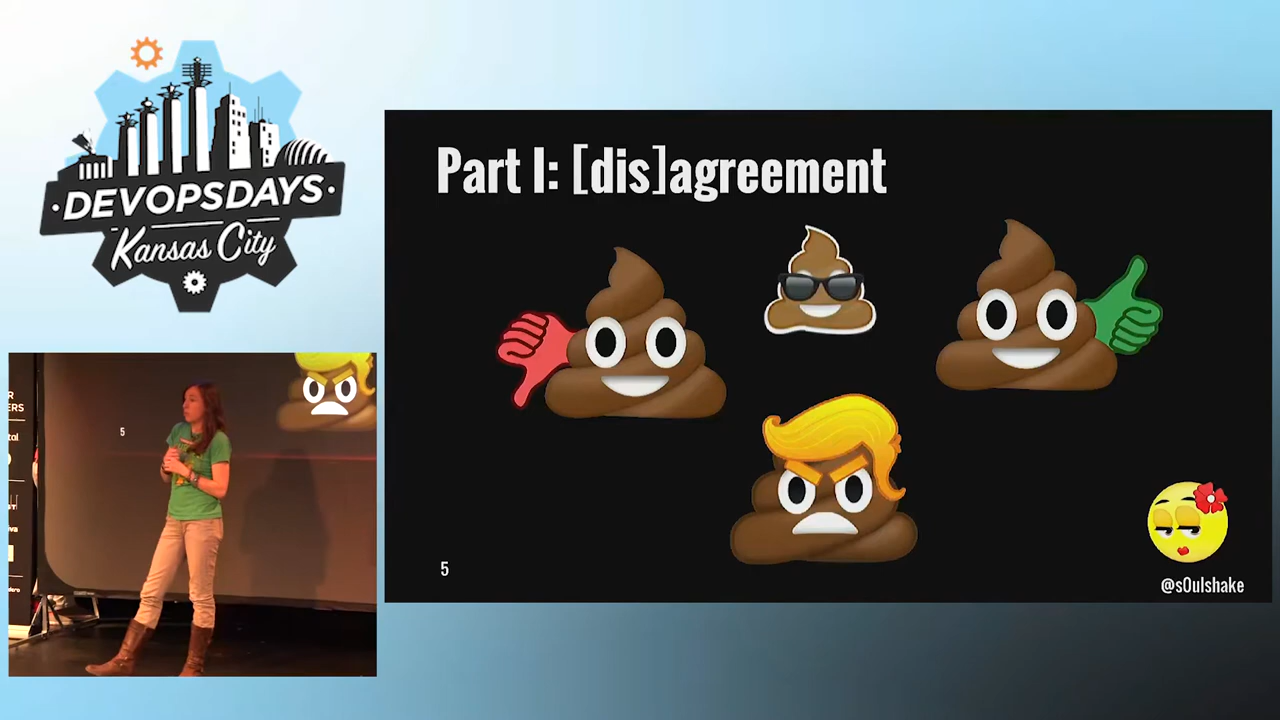 DEVOPSDAYS
Kansas City
Part I: [dis]agreement
5
@s0ulshake
5